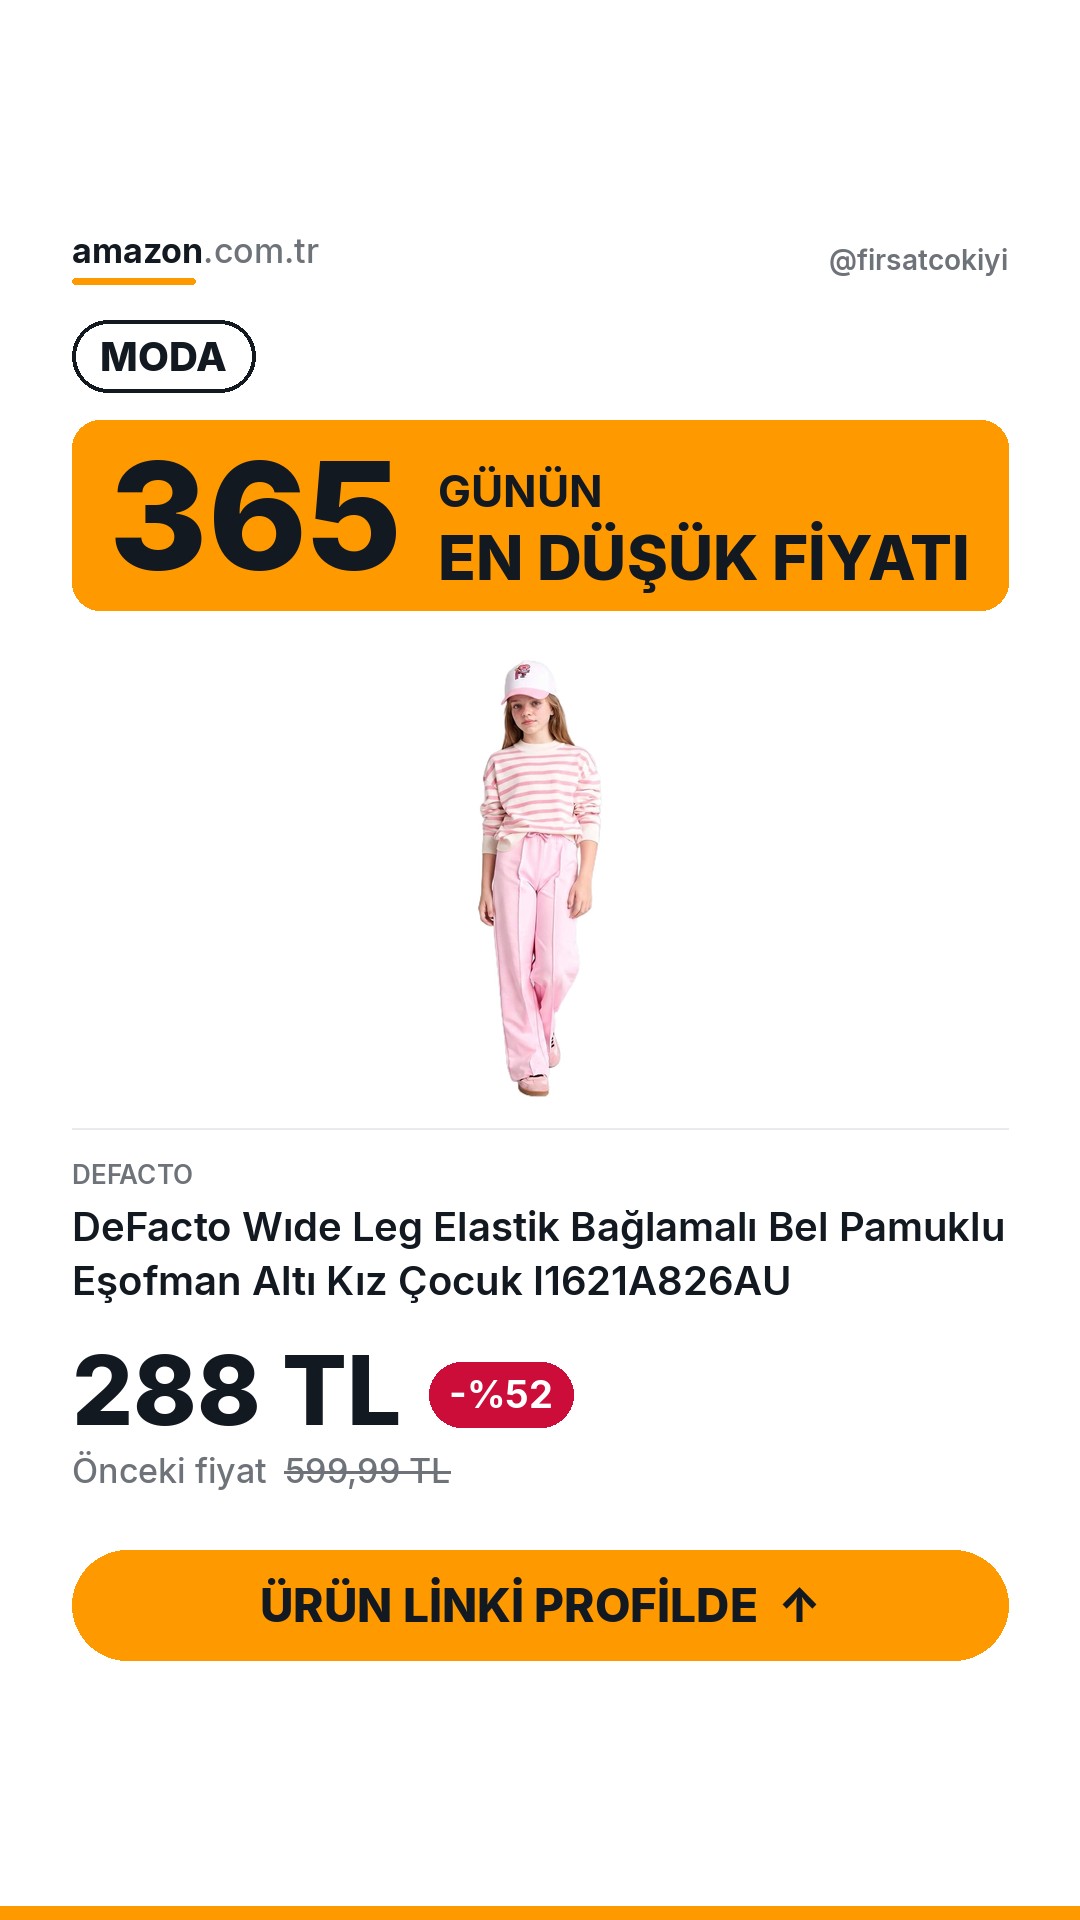 amazon.com.tr
@firsatcokiyi
MODA
365
GÜNÜN
EN DÜŞÜK FİYATI
DEFACTO
DeFacto Wıde Leg Elastik Bağlamalı Bel Pamuklu
Eşofman Altı Kız Çocuk I1621A826AU
288 TL -%52
Önceki fiyat 599,99 TL
ÜRÜN LİNKİ PROFİLDE ↑